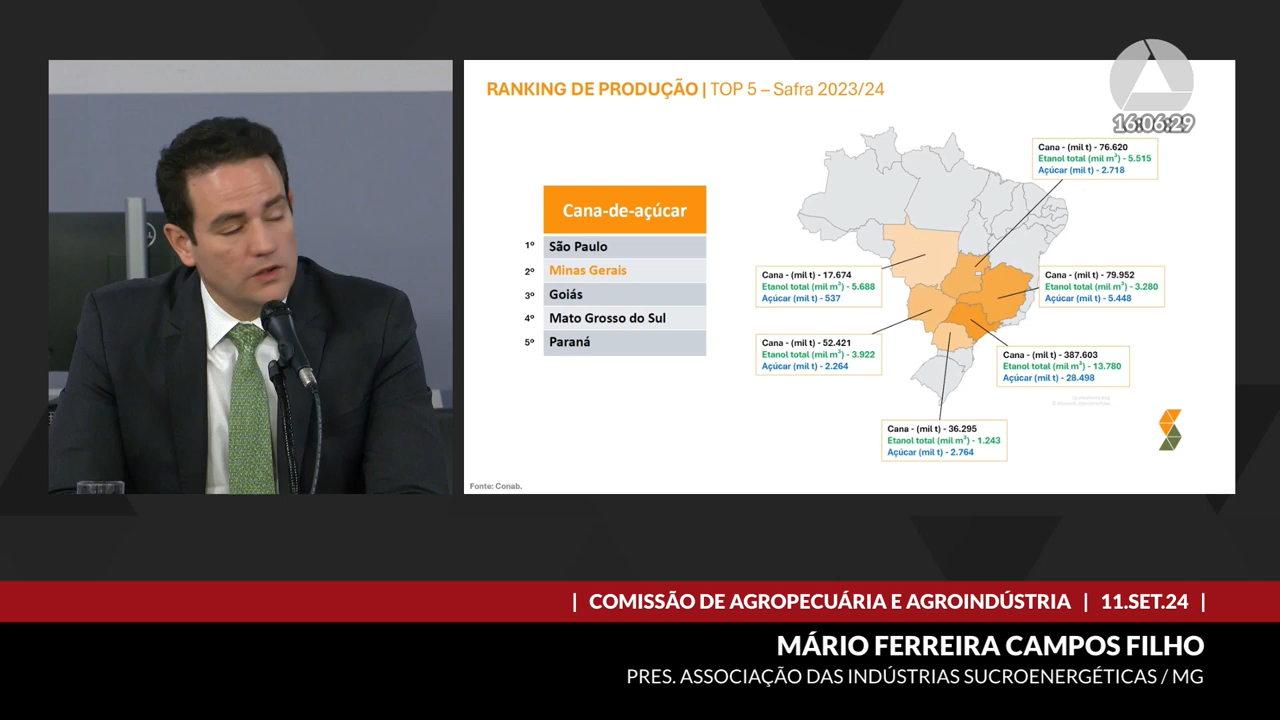 RANKING DE PRODUÇÃO | TOP 5 – Safra 2023/24
16:06:29
Cana-de-açúcar
1º São Paulo
2º Minas Gerais
3º Goiás
4º Mato Grosso do Sul
5º Paraná
Cana - (mil t) - 76.620
Etanol total (mil m³) - 5.515
Açúcar (mil t) - 2.718
Cana - (mil t) - 17.674
Etanol total (mil m³) - 5.688
Açúcar (mil t) - 537
Cana - (mil t) - 79.952
Etanol total (mil m³) - 3.280
Açúcar (mil t) - 5.448
Cana - (mil t) - 52.421
Etanol total (mil m³) - 3.922
Açúcar (mil t) - 2.264
Cana - (mil t) - 387.603
Etanol total (mil m³) - 13.780
Açúcar (mil t) - 28.498
Cana - (mil t) - 36.295
Etanol total (mil m³) - 1.243
Açúcar (mil t) - 2.764
Fonte: Conab.
| COMISSÃO DE AGROPECUÁRIA E AGROINDÚSTRIA | 11.SET.24 |
MÁRIO FERREIRA CAMPOS FILHO
PRES. ASSOCIAÇÃO DAS INDÚSTRIAS SUCROENERGÉTICAS / MG